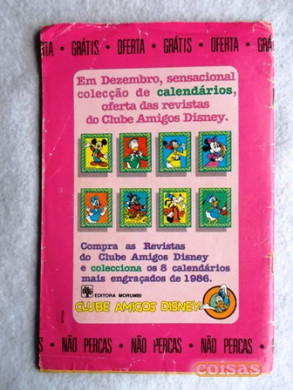 OFERTA • GRÁTIS • OFERTA • GRÁTIS • OFERTA
Em Dezembro, sensacional
colecção de calendários,
oferta das revistas
do Clube Amigos Disney.
Compra as Revistas
do Clube Amigos Disney
e colecciona os 8 calendários
mais engraçados de 1986.
EDITORA MORUMBI
CLUBE AMIGOS DISNEY
NÃO PERCAS • NÃO PERCAS • NÃO PERCAS
coisas